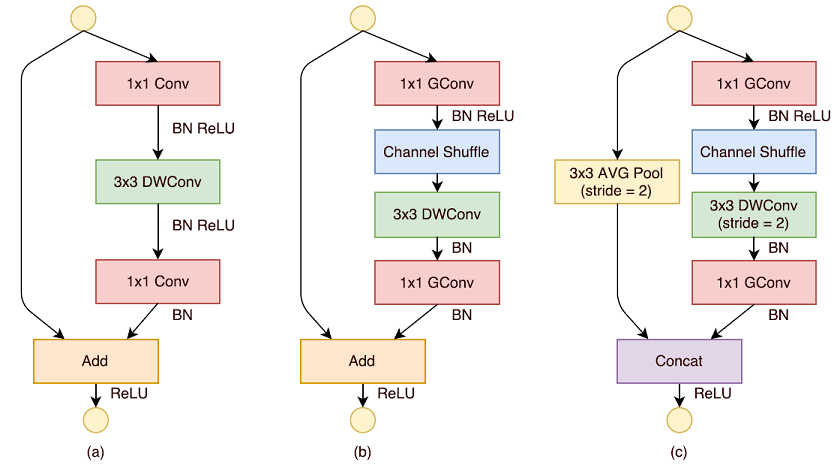 1x1 Conv
BN ReLU
3x3 DWConv
BN ReLU
1x1 Conv
BN
Add
ReLU
(a)
1x1 GConv
BN ReLU
Channel Shuffle
3x3 DWConv
BN
1x1 GConv
BN
Add
ReLU
(b)
1x1 GConv
BN ReLU
Channel Shuffle
3x3 AVG Pool
(stride = 2)
3x3 DWConv
(stride = 2)
BN
1x1 GConv
BN
Concat
ReLU
(c)